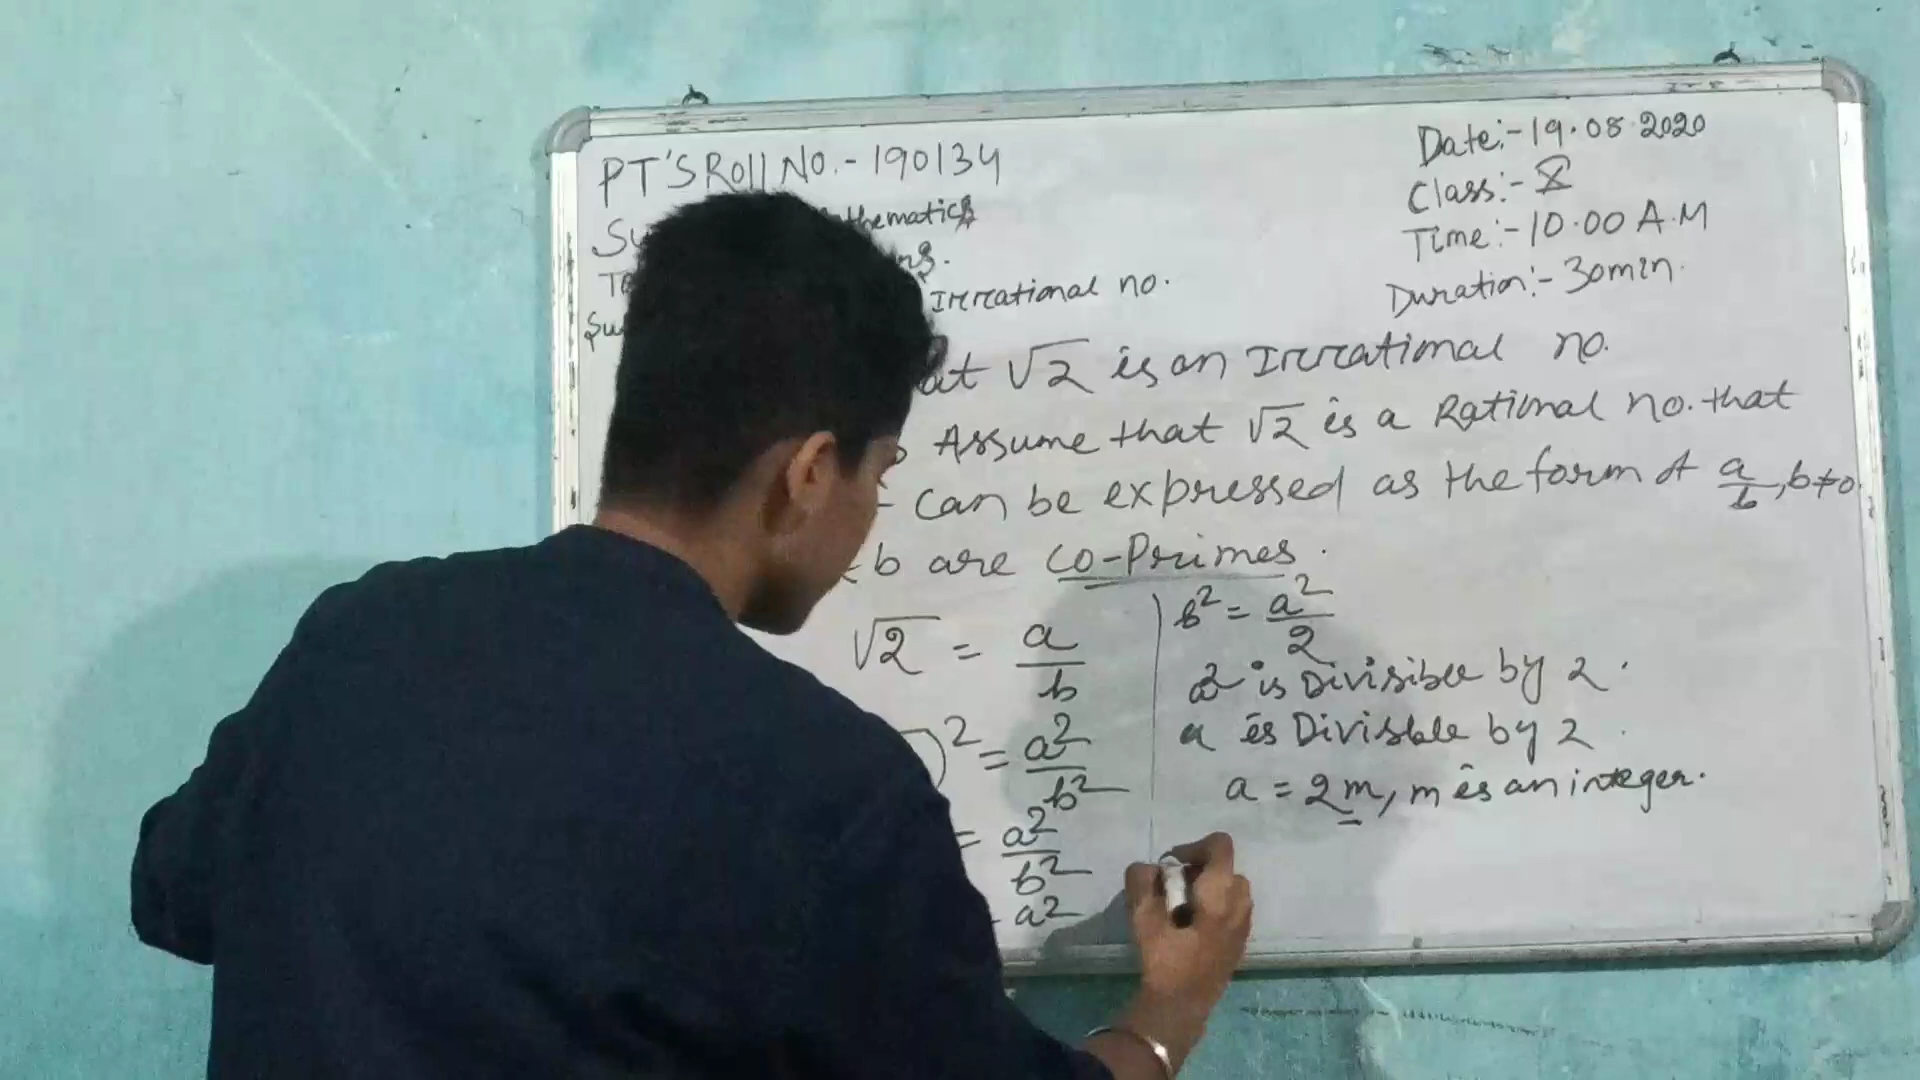 PT'S Roll No.- 190134
Date:- 19.08.2020
Class:- X
Time:- 10.00 A.M
Duration:- 30min.
Irrational no.
√2 is an Irrational no.
Assume that √2 is a Rational no. that
can be expressed as the form of a/b, b≠0
b are Co-Primes.
√2 = a/b
)² = a²/b²
= a²/b²
a²
b² = a²/2
a² is Divisible by 2.
a is Divisible by 2.
a = 2m, m is an integer.